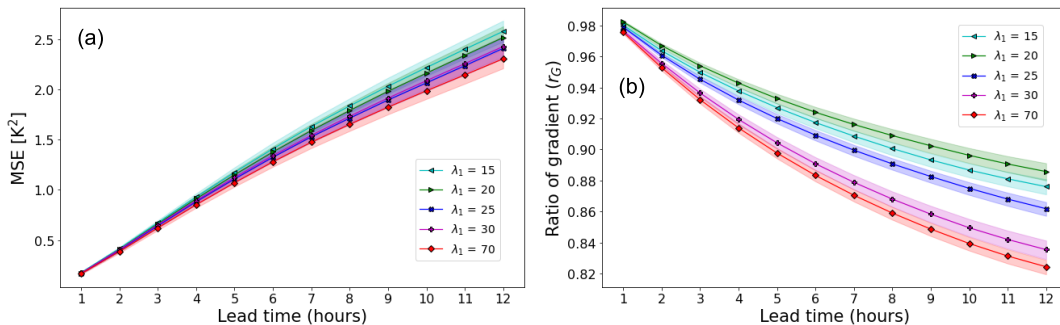 (a)
MSE [K²]
2.5
2.0
1.5
1.0
0.5
λ₁ = 15
λ₁ = 20
λ₁ = 25
λ₁ = 30
λ₁ = 70
1 2 3 4 5 6 7 8 9 10 11 12
Lead time (hours)
(b)
Ratio of gradient (r_G)
0.98
0.96
0.94
0.92
0.90
0.88
0.86
0.84
0.82
λ₁ = 15
λ₁ = 20
λ₁ = 25
λ₁ = 30
λ₁ = 70
1 2 3 4 5 6 7 8 9 10 11 12
Lead time (hours)